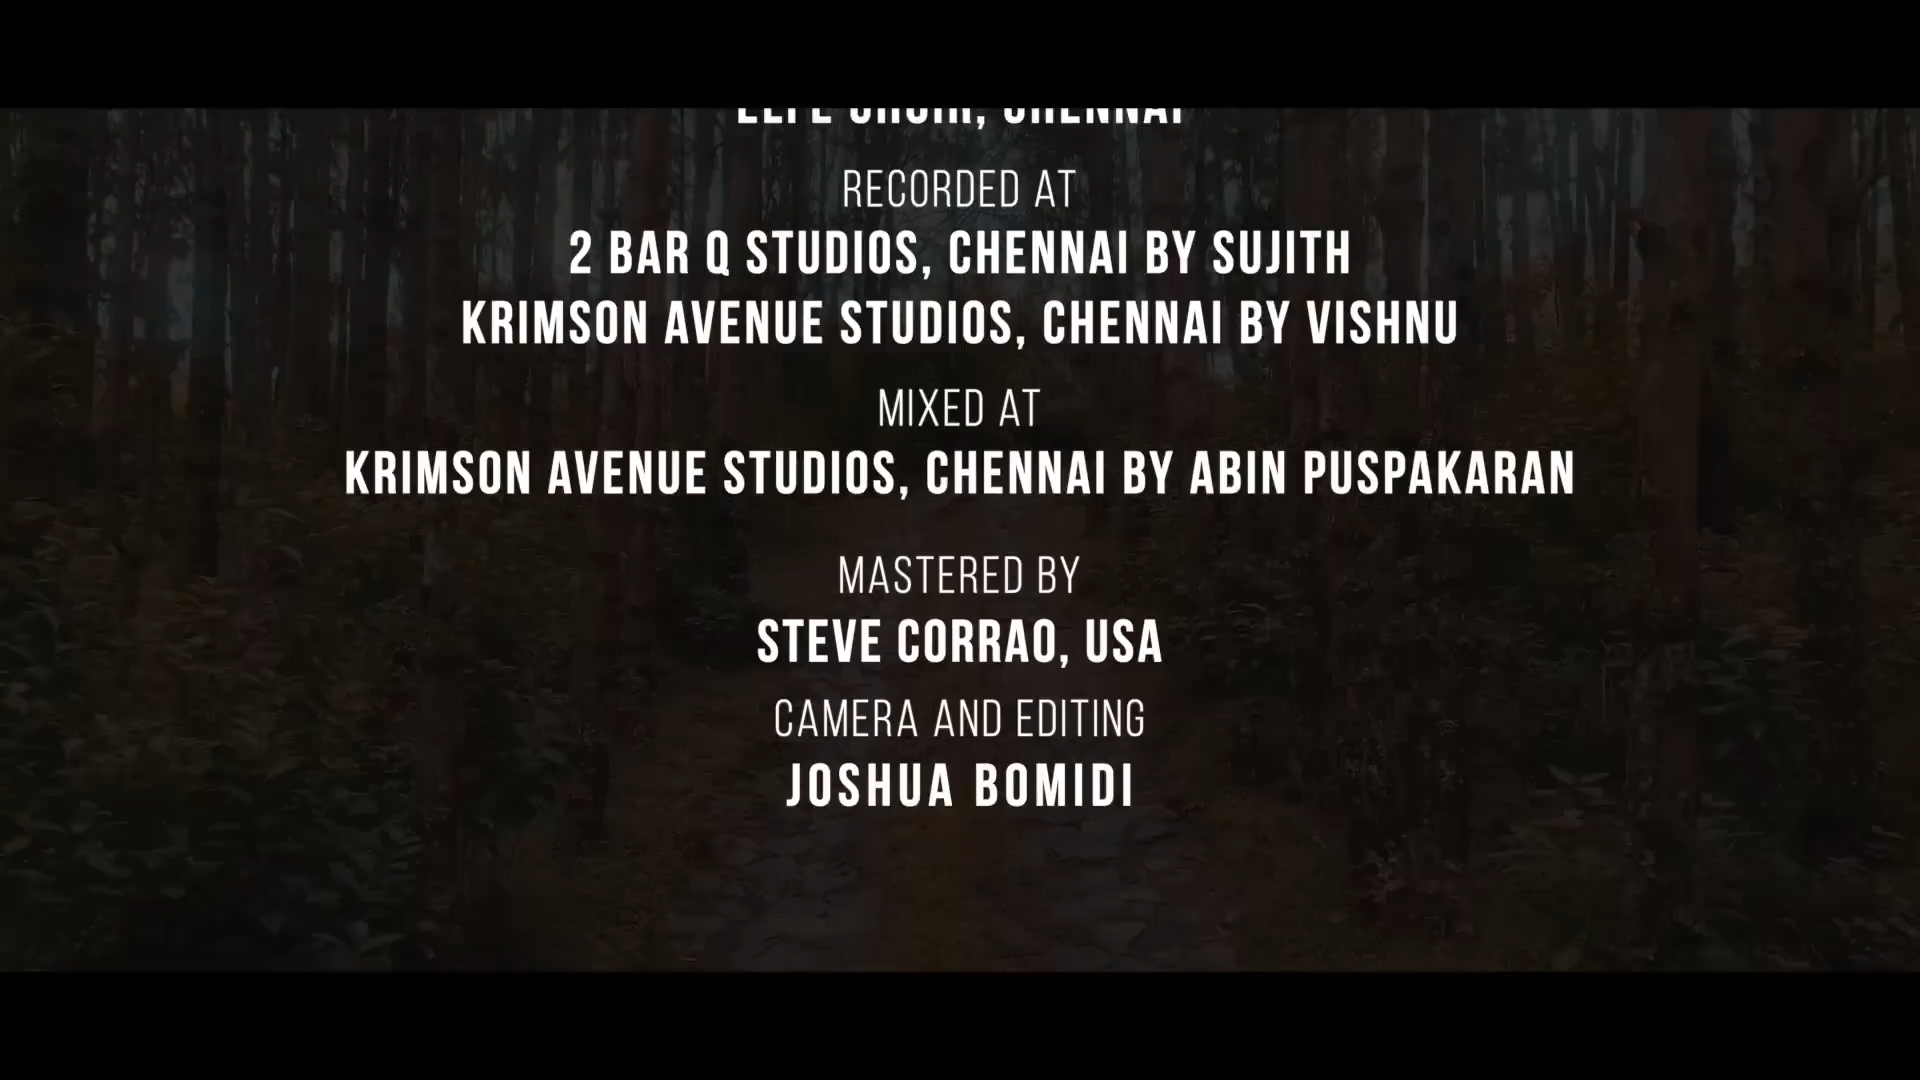 CHENNAI
RECORDED AT
2 BAR Q STUDIOS, CHENNAI BY SUJITH
KRIMSON AVENUE STUDIOS, CHENNAI BY VISHNU
MIXED AT
KRIMSON AVENUE STUDIOS, CHENNAI BY ABIN PUSPAKARAN
MASTERED BY
STEVE CORRAO, USA
CAMERA AND EDITING
JOSHUA BOMIDI